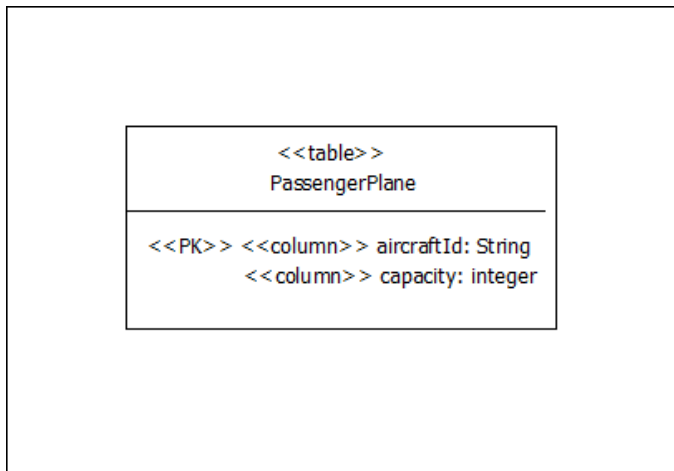 <<table>>
PassengerPlane
<<PK>> <<column>> aircraftId: String
<<column>> capacity: integer